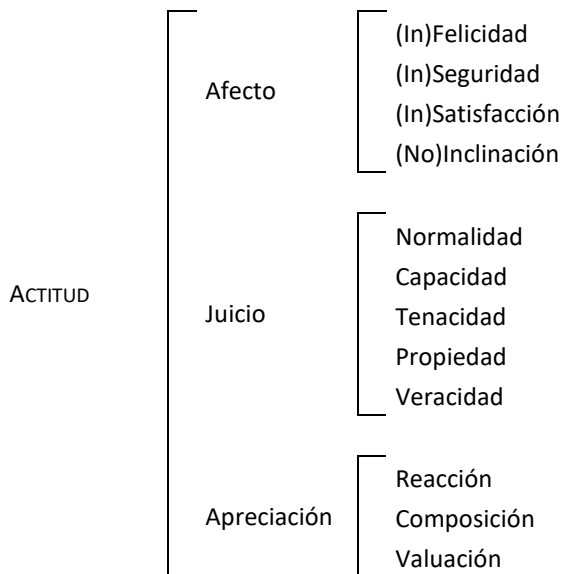 Afecto
(In)Felicidad
(In)Seguridad
(In)Satisfacción
(No)Inclinación
ACTITUD
Juicio
Normalidad
Capacidad
Tenacidad
Propiedad
Veracidad
Apreciación
Reacción
Composición
Valuación